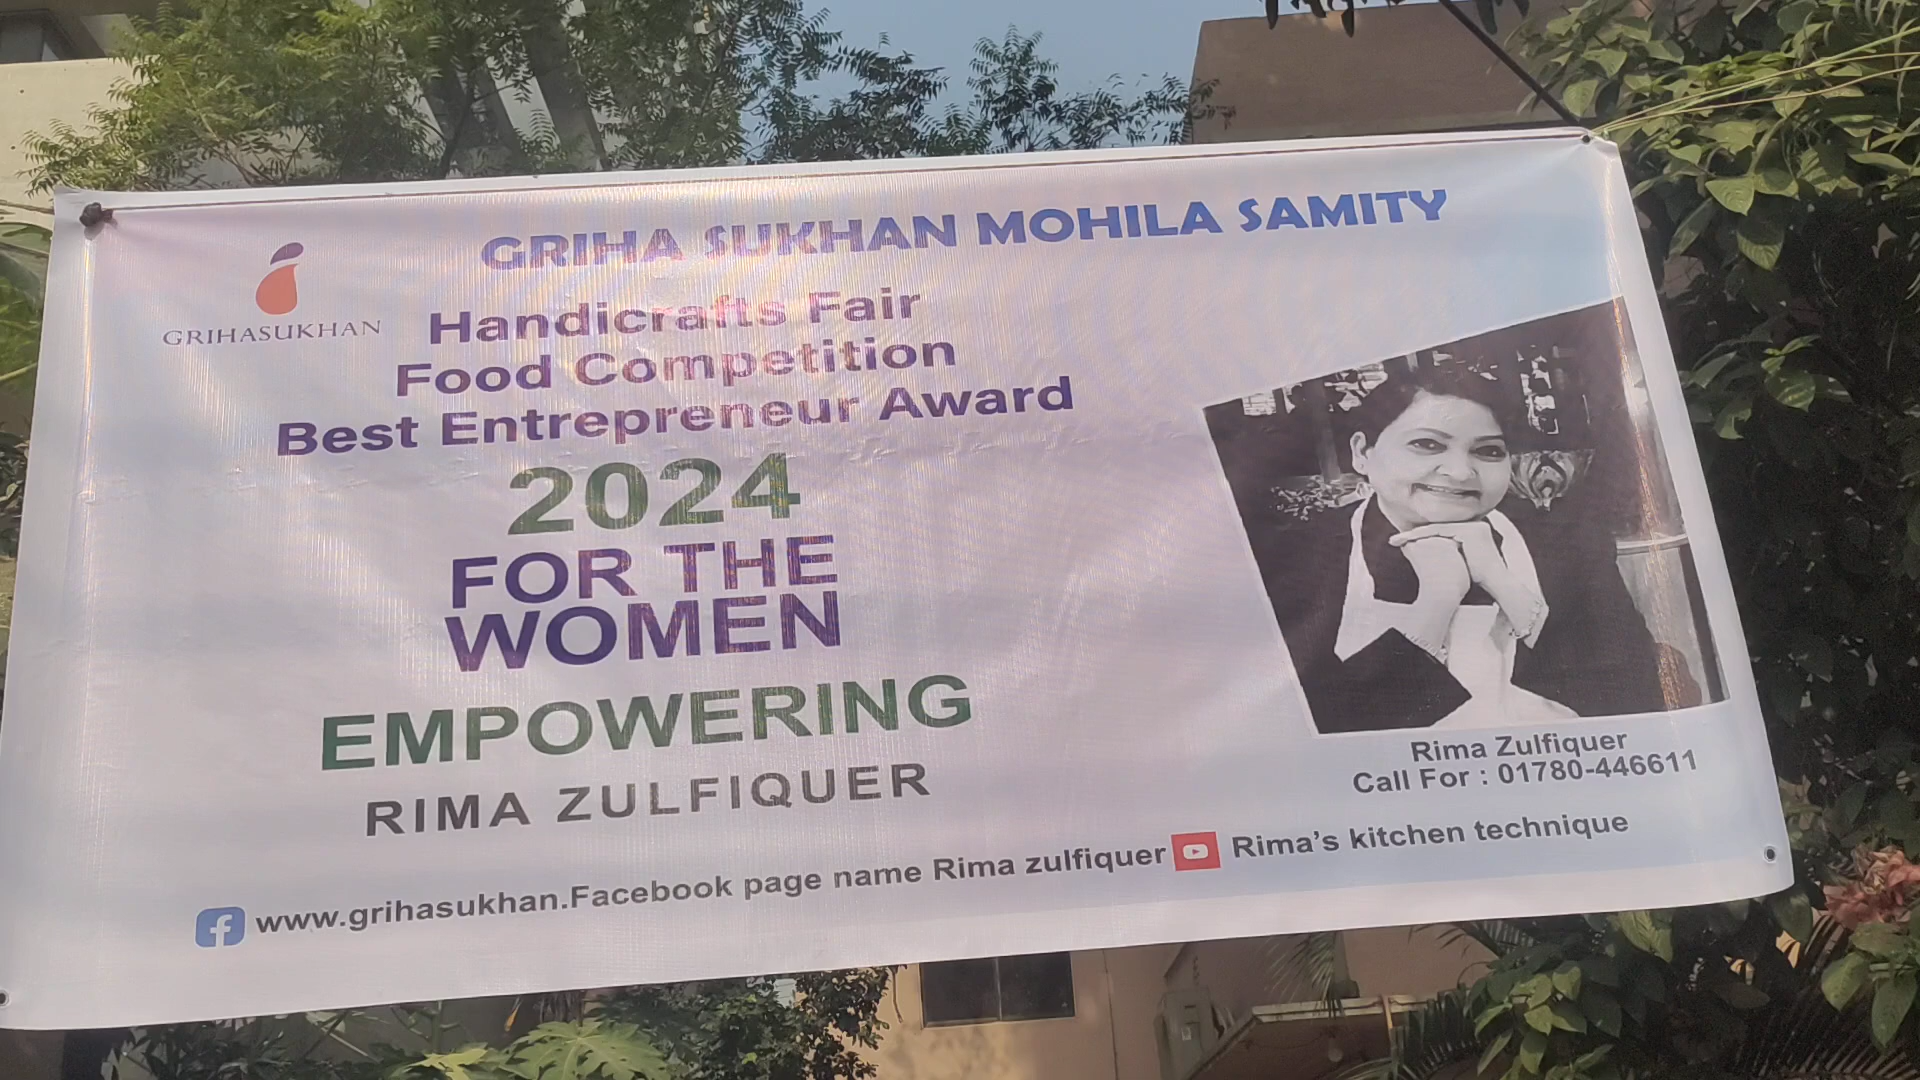 GRIHA SUKHAN MOHILA SAMITY
GRIHASUKHAN
Handicrafts Fair
Food Competition
Best Entrepreneur Award
2024
FOR THE
WOMEN
EMPOWERING
RIMA ZULFIQUER
Rima Zulfiquer
Call For : 01780-446611
www.grihasukhan.Facebook page name Rima zulfiquer Rima's kitchen technique